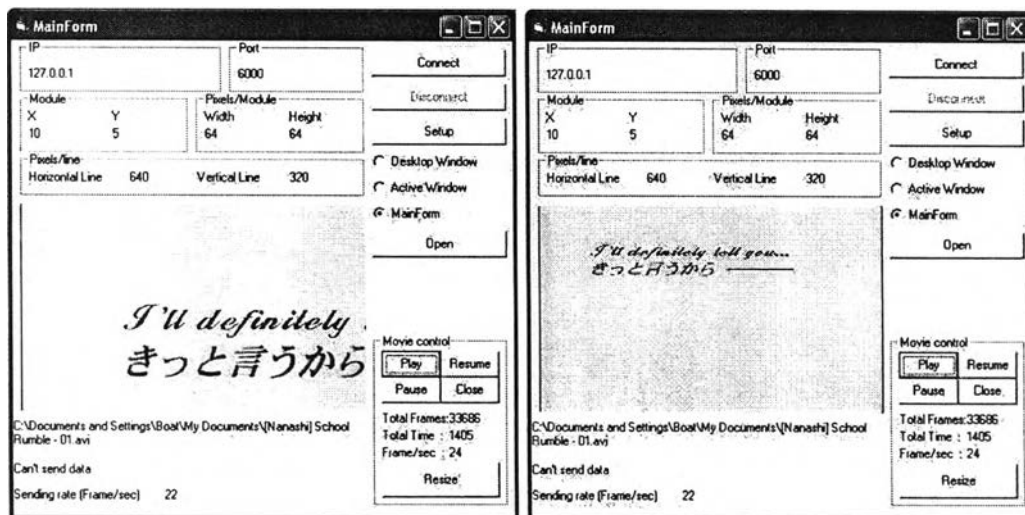 MainForm
IP
127.0.0.1
Port
6000
Connect
Disconnect
Module
X Y
10 5
Pixels/Module
Width Height
64 64
Setup
Pixels/line
Horizontal Line 640 Vertical Line 320
Desktop Window
Active Window
MainForm
Open
I'll definitely
きっと言うから
Movie control
Play Resume
Pause Close
Total Frames:33686
Total Time : 1405
Frame/sec : 24
Resize
C:\Documents and Settings\Boat\My Documents\[Nanashi] School
Rumble - 01.avi
Can't send data
Sending rate (Frame/sec) 22
MainForm
IP
127.0.0.1
Port
6000
Connect
Disconnect
Module
X Y
10 5
Pixels/Module
Width Height
64 64
Setup
Pixels/line
Horizontal Line 640 Vertical Line 320
Desktop Window
Active Window
MainForm
Open
I'll definitely tell you...
きっと言うから ―――
Movie control
Play Resume
Pause Close
Total Frames:33686
Total Time : 1405
Frame/sec : 24
Resize
C:\Documents and Settings\Boat\My Documents\[Nanashi] School
Rumble - 01.avi
Can't send data
Sending rate (Frame/sec) 22